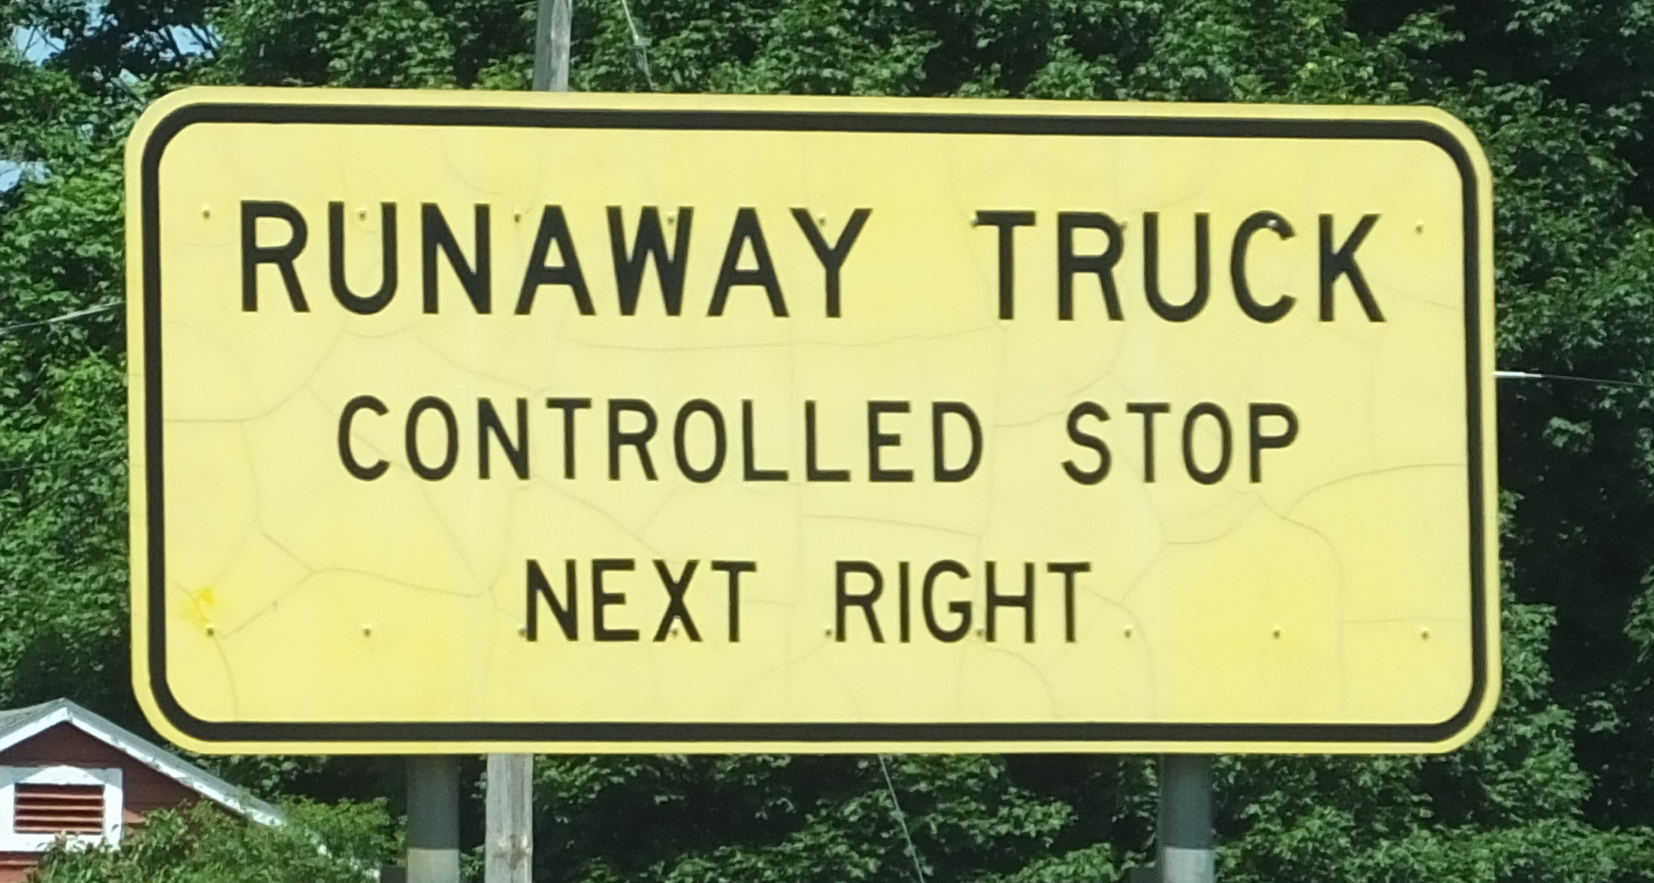 RUNAWAY TRUCK
CONTROLLED STOP
NEXT RIGHT